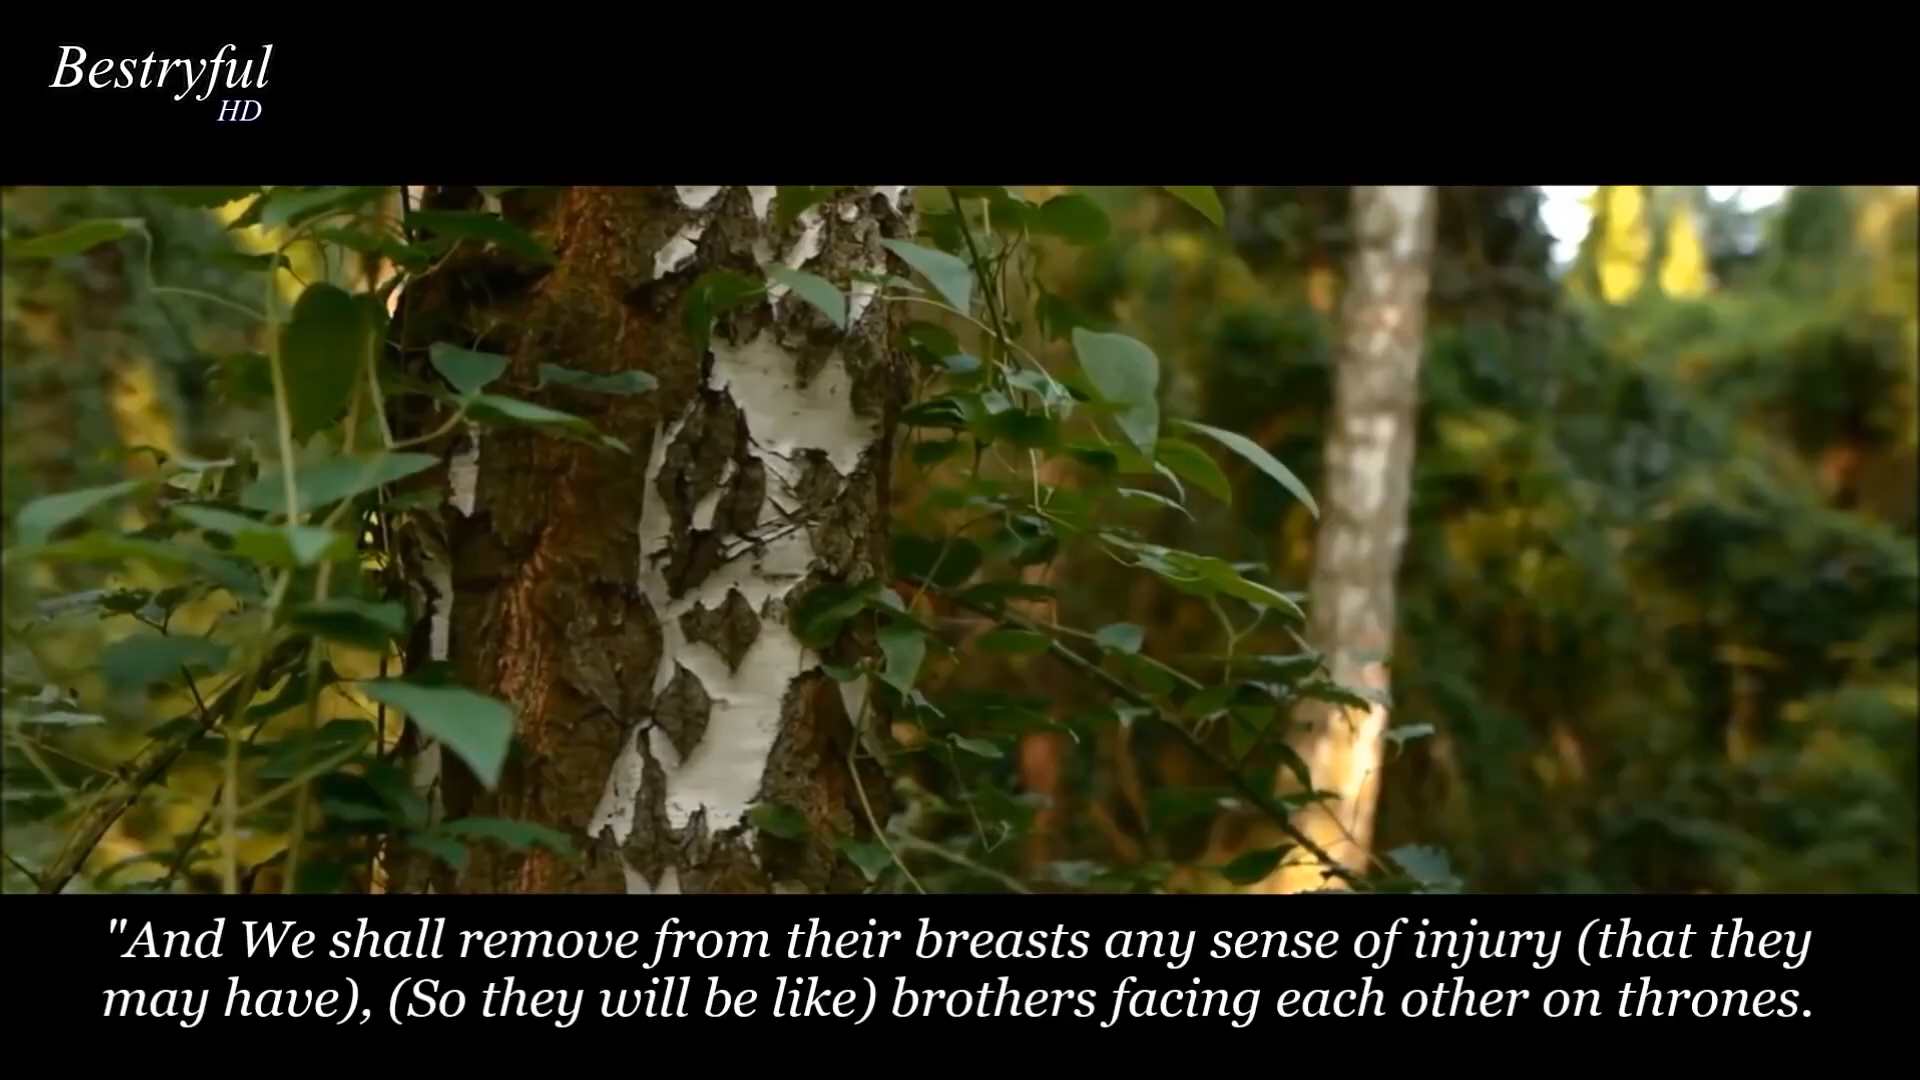 Bestryful
HD
"And We shall remove from their breasts any sense of injury (that they
may have), (So they will be like) brothers facing each other on thrones.